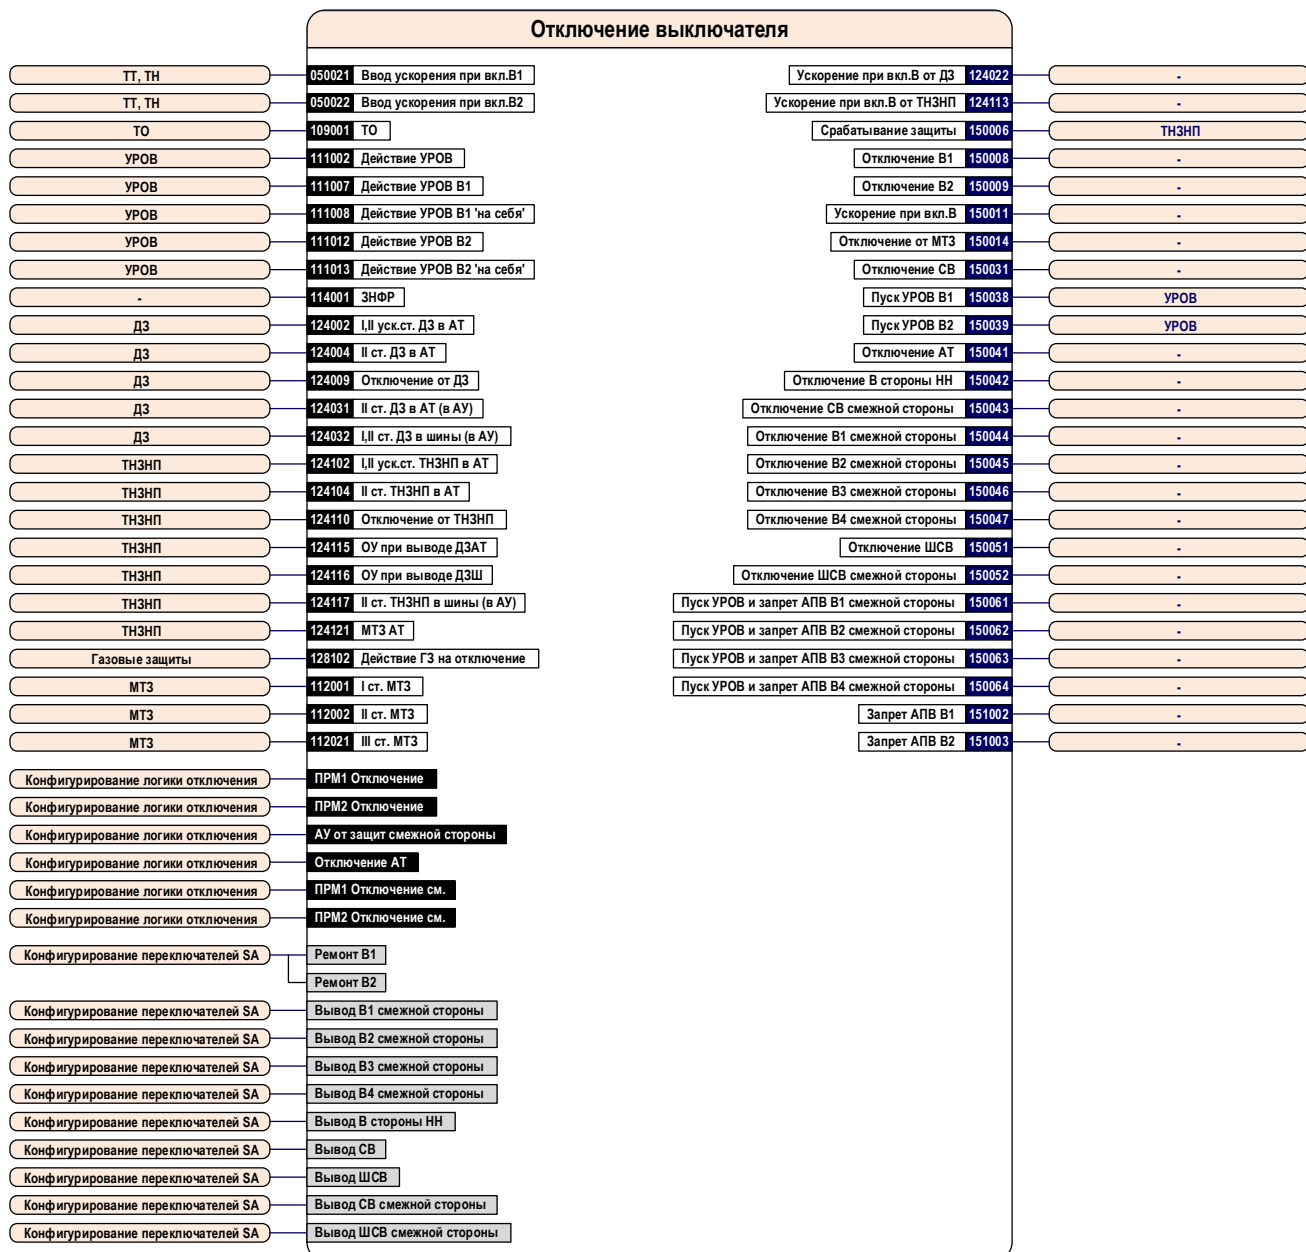 Отключение выключателя
ТТ, ТН 050021 Ввод ускорения при вкл.В1 Ускорение при вкл.В от ДЗ 124022 -
ТТ, ТН 050022 Ввод ускорения при вкл.В2 Ускорение при вкл.В от ТНЗНП 124113 -
ТО 109001 ТО Срабатывание защиты 150006 ТНЗНП
УРОВ 111002 Действие УРОВ Отключение В1 150008 -
УРОВ 111007 Действие УРОВ В1 Отключение В2 150009 -
УРОВ 111008 Действие УРОВ В1 'на себя' Ускорение при вкл.В 150011 -
УРОВ 111012 Действие УРОВ В2 Отключение от МТЗ 150014 -
УРОВ 111013 Действие УРОВ В2 'на себя' Отключение СВ 150031 -
- 114001 ЗНФР Пуск УРОВ В1 150038 УРОВ
ДЗ 124002 I,II уск.ст. ДЗ в АТ Пуск УРОВ В2 150039 УРОВ
ДЗ 124004 II ст. ДЗ в АТ Отключение АТ 150041 -
ДЗ 124009 Отключение от ДЗ Отключение В стороны НН 150042 -
ДЗ 124031 II ст. ДЗ в АТ (в АУ) Отключение СВ смежной стороны 150043 -
ДЗ 124032 I,II ст. ДЗ в шины (в АУ) Отключение В1 смежной стороны 150044 -
ТНЗНП 124102 I,II уск.ст. ТНЗНП в АТ Отключение В2 смежной стороны 150045 -
ТНЗНП 124104 II ст. ТНЗНП в АТ Отключение В3 смежной стороны 150046 -
ТНЗНП 124110 Отключение от ТНЗНП Отключение В4 смежной стороны 150047 -
ТНЗНП 124115 ОУ при выводе ДЗАТ Отключение ШСВ 150051 -
ТНЗНП 124116 ОУ при выводе ДЗШ Отключение ШСВ смежной стороны 150052 -
ТНЗНП 124117 II ст. ТНЗНП в шины (в АУ) Пуск УРОВ и запрет АПВ В1 смежной стороны 150061 -
ТНЗНП 124121 МТЗ АТ Пуск УРОВ и запрет АПВ В2 смежной стороны 150062 -
Газовые защиты 128102 Действие ГЗ на отключение Пуск УРОВ и запрет АПВ В3 смежной стороны 150063 -
МТЗ 112001 I ст. МТЗ Пуск УРОВ и запрет АПВ В4 смежной стороны 150064 -
МТЗ 112002 II ст. МТЗ Запрет АПВ В1 151002 -
МТЗ 112021 III ст. МТЗ Запрет АПВ В2 151003 -
Конфигурирование логики отключения ПРМ1 Отключение
Конфигурирование логики отключения ПРМ2 Отключение
Конфигурирование логики отключения АУ от защит смежной стороны
Конфигурирование логики отключения Отключение АТ
Конфигурирование логики отключения ПРМ1 Отключение см.
Конфигурирование логики отключения ПРМ2 Отключение см.
Конфигурирование переключателей SA Ремонт В1
Ремонт В2
Конфигурирование переключателей SA Вывод В1 смежной стороны
Конфигурирование переключателей SA Вывод В2 смежной стороны
Конфигурирование переключателей SA Вывод В3 смежной стороны
Конфигурирование переключателей SA Вывод В4 смежной стороны
Конфигурирование переключателей SA Вывод В стороны НН
Конфигурирование переключателей SA Вывод СВ
Конфигурирование переключателей SA Вывод ШСВ
Конфигурирование переключателей SA Вывод СВ смежной стороны
Конфигурирование переключателей SA Вывод ШСВ смежной стороны